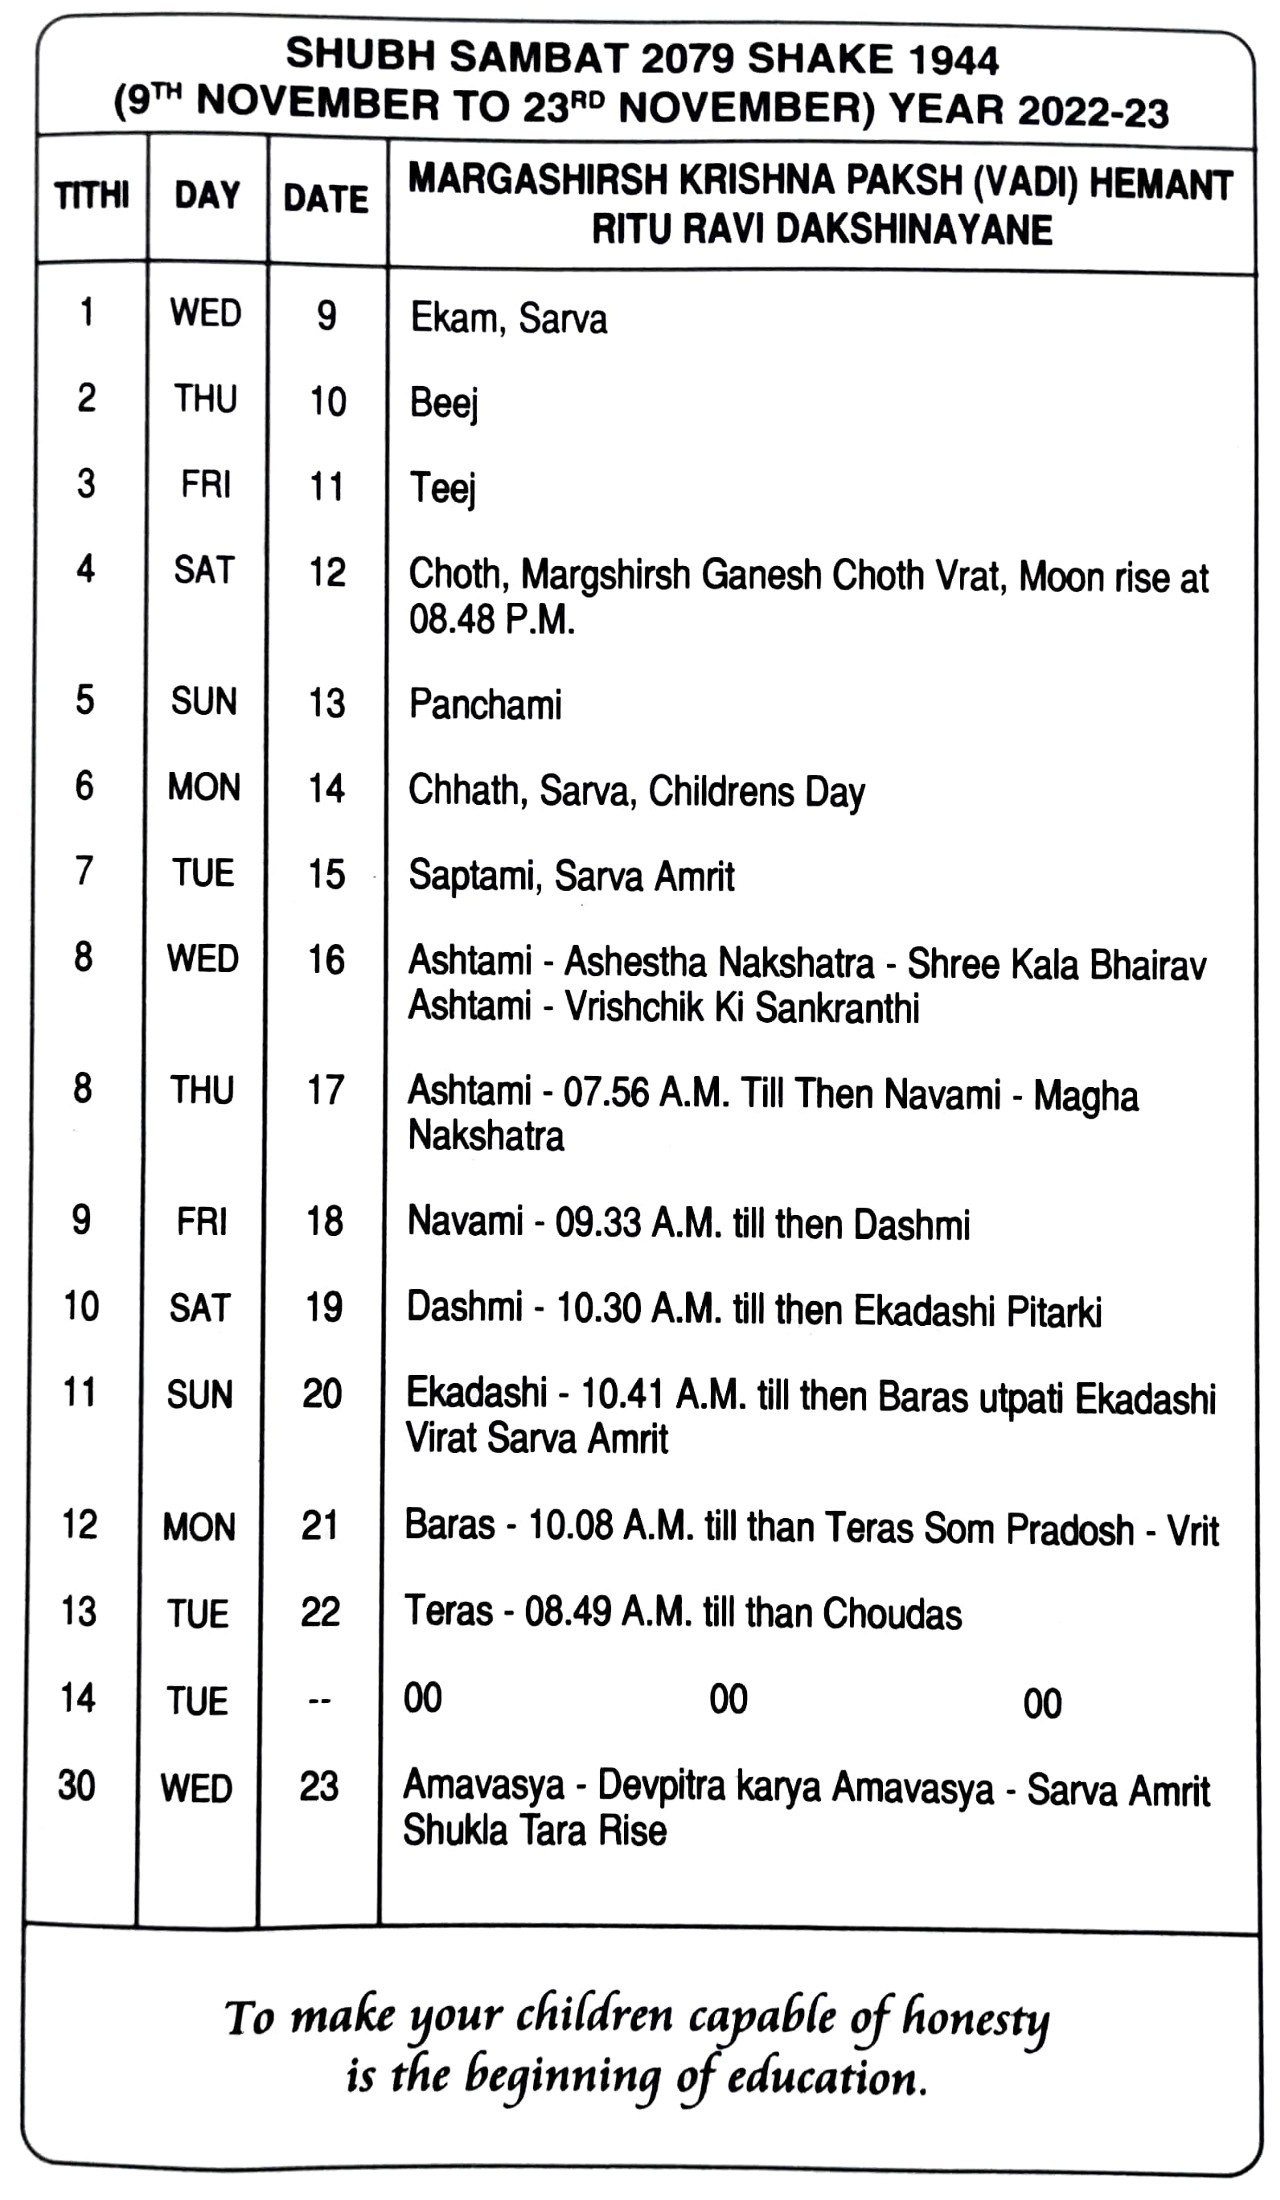 SHUBH SAMBAT 2079 SHAKE 1944
(9TH NOVEMBER TO 23RD NOVEMBER) YEAR 2022-23
TITHI DAY DATE MARGASHIRSH KRISHNA PAKSH (VADI) HEMANT
RITU RAVI DAKSHINAYANE
1 WED 9 Ekam, Sarva
2 THU 10 Beej
3 FRI 11 Teej
4 SAT 12 Choth, Margshirsh Ganesh Choth Vrat, Moon rise at
08.48 P.M.
5 SUN 13 Panchami
6 MON 14 Chhath, Sarva, Childrens Day
7 TUE 15 Saptami, Sarva Amrit
8 WED 16 Ashtami - Ashestha Nakshatra - Shree Kala Bhairav
Ashtami - Vrishchik Ki Sankranthi
8 THU 17 Ashtami - 07.56 A.M. Till Then Navami - Magha
Nakshatra
9 FRI 18 Navami - 09.33 A.M. till then Dashmi
10 SAT 19 Dashmi - 10.30 A.M. till then Ekadashi Pitarki
11 SUN 20 Ekadashi - 10.41 A.M. till then Baras utpati Ekadashi
Virat Sarva Amrit
12 MON 21 Baras - 10.08 A.M. till than Teras Som Pradosh - Vrit
13 TUE 22 Teras - 08.49 A.M. till than Choudas
14 TUE -- 00 00 00
30 WED 23 Amavasya - Devpitra karya Amavasya - Sarva Amrit
Shukla Tara Rise
To make your children capable of honesty
is the beginning of education.